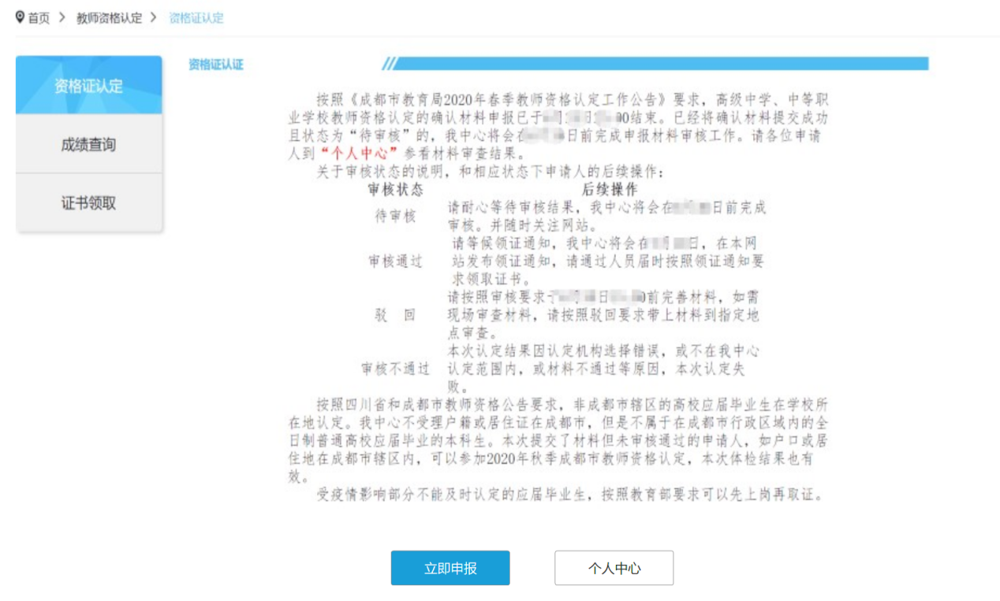 首页 > 教师资格认定 > 资格证认定
资格证认定
成绩查询
证书领取
资格证认证
按照《成都市教育局2020年春季教师资格认定工作公告》要求，高级中学、中等职
业学校教师资格认定的确认材料申报已于月日00结束。已经将确认材料提交成功
且状态为“待审核”的，我中心将会在日前完成申报材料审核工作。请各位申请
人到“个人中心”参看材料审查结果。
关于审核状态的说明，和相应状态下申请人的后续操作：
审核状态 后续操作
待审核
请耐心等待审核结果，我中心将会在日前完成
审核。并随时关注网站。
审核通过
请等候领证通知，我中心将会在月日，在本网
站发布领证通知，请通过人员届时按照领证通知要
求领取证书。
驳 回
请按照审核要求于日0前完善材料，如需
现场审查材料，请按照驳回要求带上材料到指定地
点审查。
审核不通过
本次认定结果因认定机构选择错误，或不在我中心
认定范围内，或材料不通过等原因，本次认定失
败。
按照四川省和成都市教师资格公告要求，非成都市辖区的高校应届毕业生在学校所
在地认定。我中心不受理户籍或居住证在成都市，但是不属于在成都市行政区域内的全
日制普通高校应届毕业的本科生。本次提交了材料但未审核通过的申请人，如户口或居
住地在成都市辖区内，可以参加2020年秋季成都市教师资格认定，本次体检结果也有
效。
受疫情影响部分不能及时认定的应届毕业生，按照教育部要求可以先上岗再取证。
立即申报
个人中心